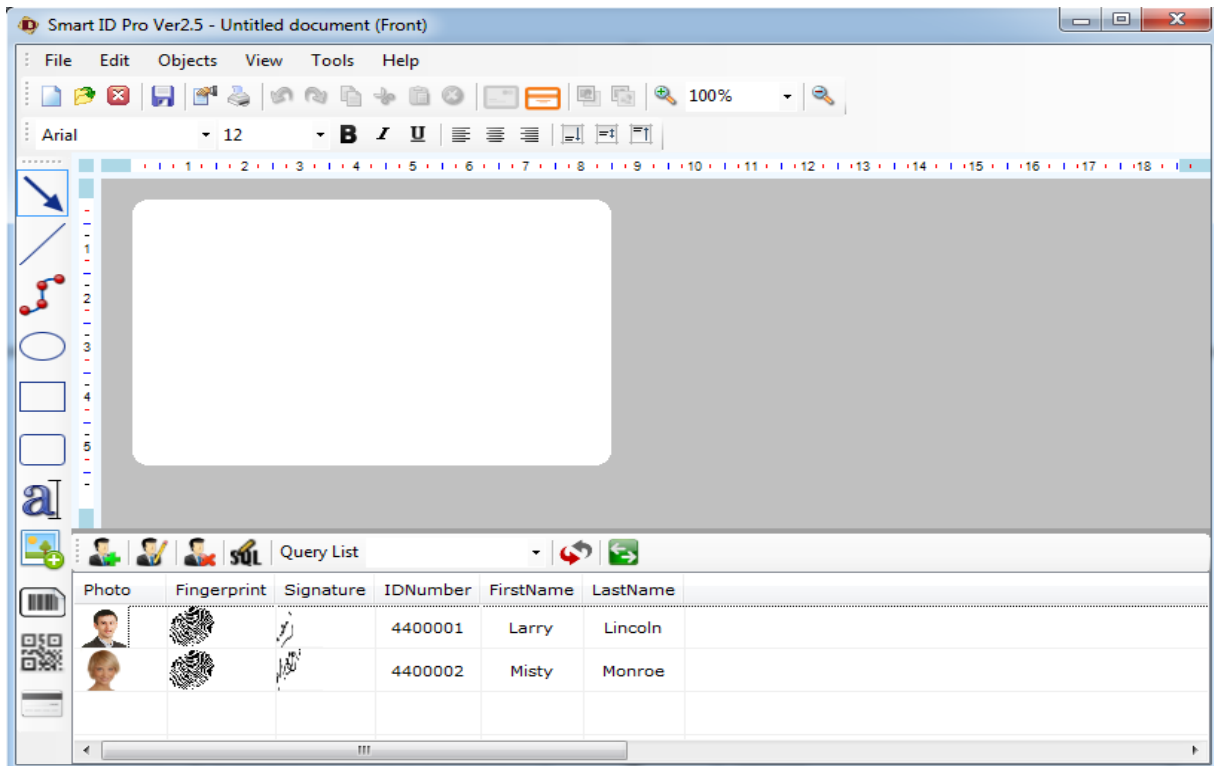 Smart ID Pro Ver2.5 - Untitled document (Front)
File Edit Objects View Tools Help
100%
Arial 12 B I U
1 2 3 4 5 6 7 8 9 10 11 12 13 14 15 16 17 18
1
2
3
4
5
a
SQL Query List
Photo Fingerprint Signature IDNumber FirstName LastName
4400001 Larry Lincoln
4400002 Misty Monroe